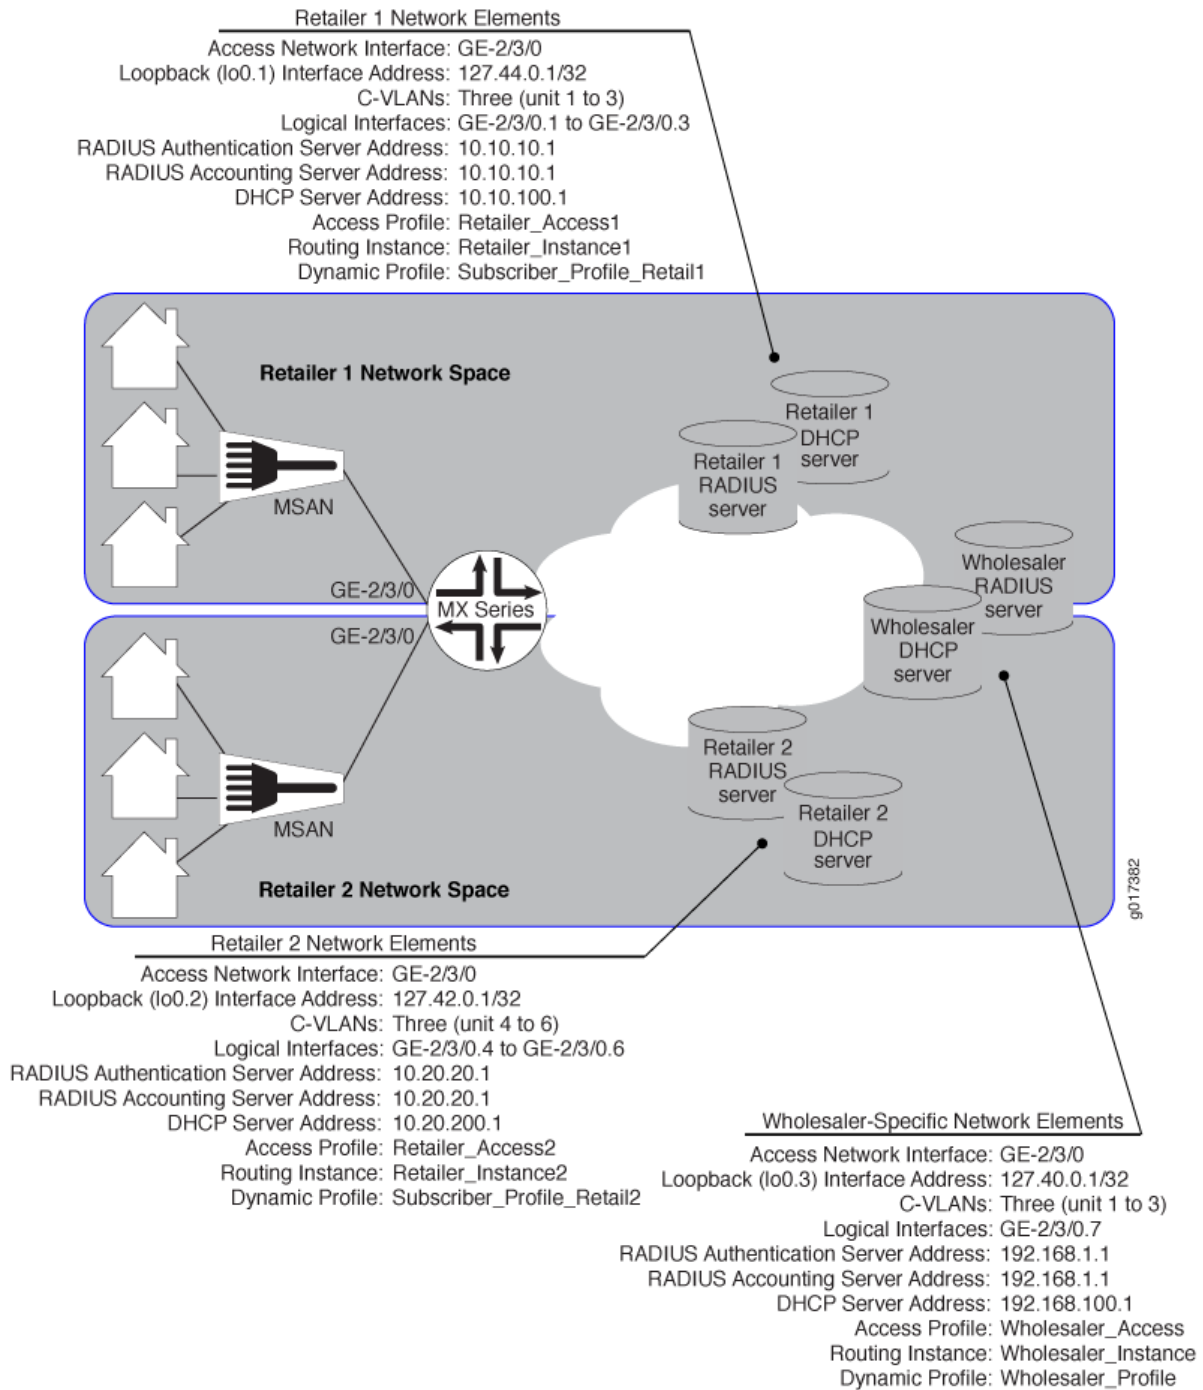 Retailer 1 Network Elements
Access Network Interface: GE-2/3/0
Loopback (lo0.1) Interface Address: 127.44.0.1/32
C-VLANs: Three (unit 1 to 3)
Logical Interfaces: GE-2/3/0.1 to GE-2/3/0.3
RADIUS Authentication Server Address: 10.10.10.1
RADIUS Accounting Server Address: 10.10.10.1
DHCP Server Address: 10.10.100.1
Access Profile: Retailer_Access1
Routing Instance: Retailer_Instance1
Dynamic Profile: Subscriber_Profile_Retail1
Retailer 1 Network Space
Retailer 1
DHCP
server
Retailer 1
RADIUS
server
MSAN
GE-2/3/0
MX Series
GE-2/3/0
Wholesaler
RADIUS
server
Wholesaler
DHCP
server
Retailer 2
RADIUS
server
Retailer 2
DHCP
server
MSAN
Retailer 2 Network Space
g017382
Retailer 2 Network Elements
Access Network Interface: GE-2/3/0
Loopback (lo0.2) Interface Address: 127.42.0.1/32
C-VLANs: Three (unit 4 to 6)
Logical Interfaces: GE-2/3/0.4 to GE-2/3/0.6
RADIUS Authentication Server Address: 10.20.20.1
RADIUS Accounting Server Address: 10.20.20.1
DHCP Server Address: 10.20.200.1
Access Profile: Retailer_Access2
Routing Instance: Retailer_Instance2
Dynamic Profile: Subscriber_Profile_Retail2
Wholesaler-Specific Network Elements
Access Network Interface: GE-2/3/0
Loopback (lo0.3) Interface Address: 127.40.0.1/32
C-VLANs: Three (unit 1 to 3)
Logical Interfaces: GE-2/3/0.7
RADIUS Authentication Server Address: 192.168.1.1
RADIUS Accounting Server Address: 192.168.1.1
DHCP Server Address: 192.168.100.1
Access Profile: Wholesaler_Access
Routing Instance: Wholesaler_Instance
Dynamic Profile: Wholesaler_Profile